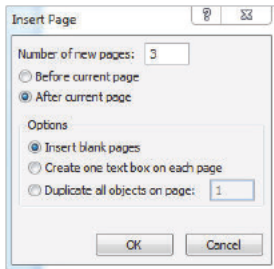 Insert Page
Number of new pages: 3
Before current page
After current page
Options
Insert blank pages
Create one text box on each page
Duplicate all objects on page: 1
OK Cancel